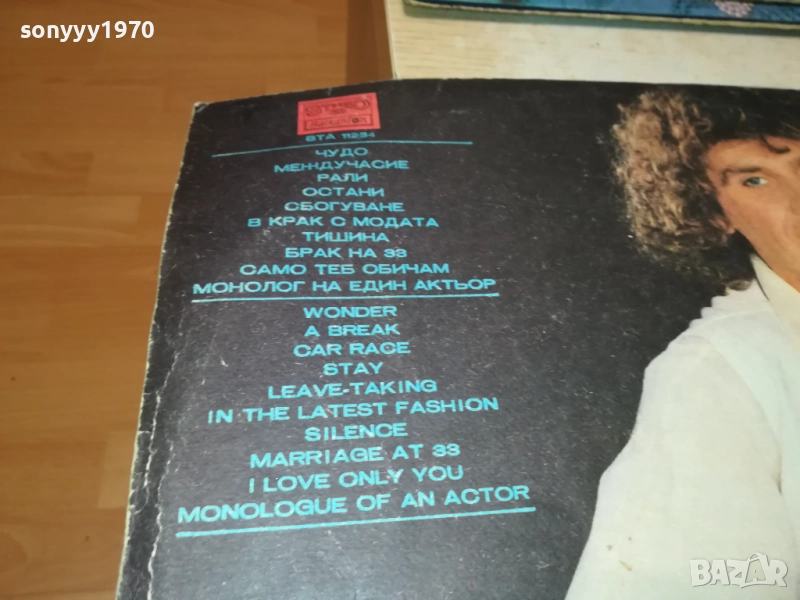 sonyyy1970
STEREO
ВТА 11234
ЧУДО
МЕЖДУЧАСИЕ
РАЛИ
ОСТАНИ
СБОГУВАНЕ
В КРАК С МОДАТА
ТИШИНА
БРАК НА 33
САМО ТЕБ ОБИЧАМ
МОНОЛОГ НА ЕДИН АКТЬОР
WONDER
A BREAK
CAR RACE
STAY
LEAVE-TAKING
IN THE LATEST FASHION
SILENCE
MARRIAGE AT 33
I LOVE ONLY YOU
MONOLOGUE OF AN ACTOR
BAZAR